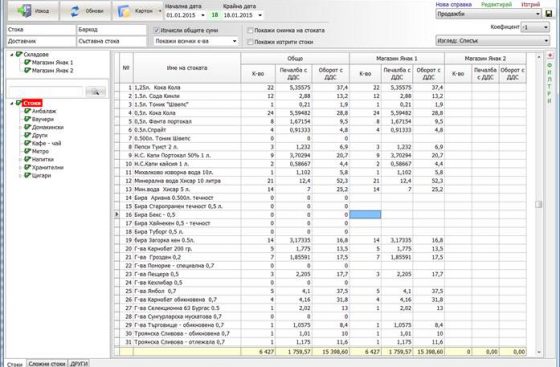 Изход Обнови Картон Начална дата Крайна дата Нова справка Редактирай Изтрий
01.01.2015 18 18.01.2015 Продажби
Стока Баркод Изчисли общите суми Покажи снимка на стоката Коефициент 1
Доставчик Съставна стока Покажи всички к-ва Покажи изтрити стоки Изглед: Списък
Складове
Магазин Янак 1
Магазин Янак 2
Стоки
Амбалаж
Ваучери
Домакински
Други
Кафе - чай
Метро
Напитки
Хранителни
Цигари
ФИЛТРИ
Общо Магазин Янак 1 Магазин Янак 2
№ Име на стоката К-во Печалба с ДДС Оборот с ДДС К-во Печалба с ДДС Оборот с ДДС К-во Печалба с ДДС Оборот с ДДС
1 1,25л. Кока Кола 22 5,35575 37,4 22 5,35575 37,4
2 1.5л. Сода Кинли 12 2,88 13,2 12 2,88 13,2
3 1.5л. Тоник "Швепс" 1 0,21 1,9 1 0,21 1,9
4 0,5л. Кока Кола 24 5,59482 28,8 24 5,59482 28,8
5 0,5л. Фанта портокал 8 1,67154 9,5 8 1,67154 9,5
6 0.5л.Спрайт 4 0,91333 4,8 4 0,91333 4,8
7 0.500л. Тоник Швепс 0 0 0
8 Пепси Туист 2 л. 3 1,232 6,9 3 1,232 6,9
9 Н.С. Капи Портокал 50% 1 л. 9 3,70294 20,7 9 3,70294 20,7
10 Н.С.Капи кайсия 1 л. 2 0,66462 4,4 2 0,66462 4,4
11 Михалково изворна вода 10л. 1 1,102 5,8 1 1,102 5,8
12 Минерална вода Хисар 10 литра 21 12,4 52,3 21 12,4 52,3
13 Мин.вода Хисар 5 л. 14 7 25,2 14 7 25,2
14 Бира Ариана 0.500л. течност 0 0 0
15 Бира Старопрамен течност 0.5 л. 0 0 0
16 Бира Бекс - 0,5 0 0 0
17 Бира Хайнекен 0,5 - течност 0 0 0
18 Бира Туборг 0,5 л. 0 0 0
19 бира Загорка кен 0.5л. 14 3,17335 16,8 14 3,17335 16,8
20 Г-ва Карнобат 200 гр. 5 1,775 13,5 5 1,775 13,5
21 Г-ва Грозден 0,2 7 1,85591 17,5 7 1,85591 17,5
22 Г-ва Поморие - специална 0,7 0 0 0
23 Г-ва Пещера 0,5 3 2,205 17,7 3 2,205 17,7
24 Г-ва Кехлибар 0,5 0 0 0
25 Г-ва Янбол 0,7 5 4,1 37,5 5 4,1 37,5
26 Г-ва Карнобат обикновена 0,7 4 4,16 31,8 4 4,16 31,8
27 Г-ва Селекционна 63 Бургас 0.5 1 2,02 13 1 2,02 13
28 Г-ва Сунгурларска мускатова 0,7 0 0 0
29 Г-ва Търговище - обикновена 0,7 1 1,0575 8,4 1 1,0575 8,4
30 Троянска Сливова - обикновена 0,7 1 1,01 10 1 1,01 10
31 Троянска Сливова - отлежала 0,7 1 1,175 11,6 1 1,175 11,6
6 427 1 759,57 15 398,60 6 427 1 759,57 15 398,60 0 0,00 0,00
Стоки Сложни стоки ДРУГИ